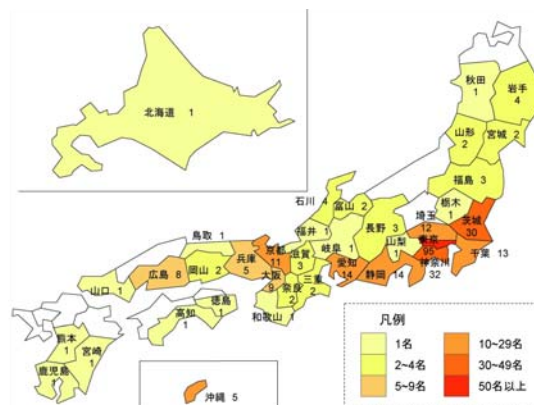 北海道 1
秋田
1
岩手
4
山形
2
宮城 2
福島 3
栃木
1
茨城
30
埼玉
12
東京
95
千葉 13
神奈川
32
石川 4
富山 2
福井 1
長野
3
山梨
1
岐阜 1
滋賀
3
愛知
14
静岡 14
鳥取 1
京都
11
兵庫
5
大阪
9
奈良
2
三重
2
和歌山 1
岡山 2
広島 8
山口 1
徳島
1
高知
1
熊本
1
宮崎
1
鹿児島
1
沖縄 5
凡例
1名
2~4名
5~9名
10~29名
30~49名
50名以上